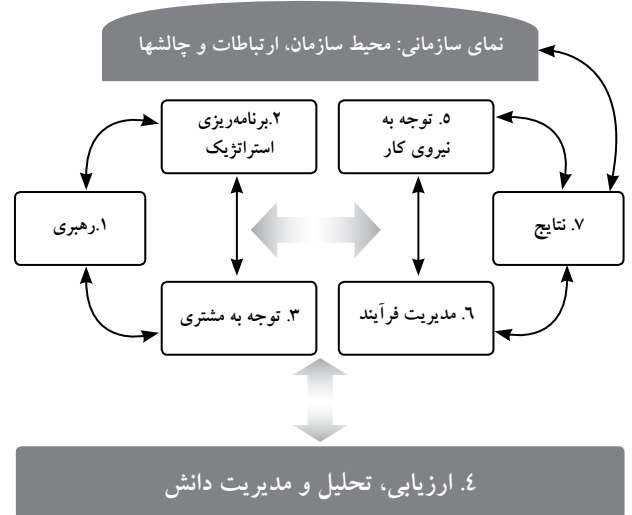 نمای سازمانی: محیط سازمان، ارتباطات و چالشها
۲.برنامه‌ریزی
استراتژیک
۵. توجه به
نیروی کار
۱.رهبری
۷. نتایج
۳. توجه به مشتری
۶. مدیریت فرآیند
٤. ارزیابی، تحلیل و مدیریت دانش